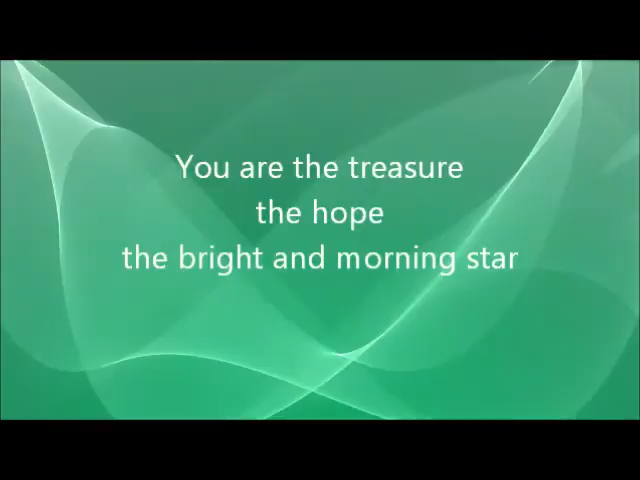 You are the treasure
the hope
the bright and morning star